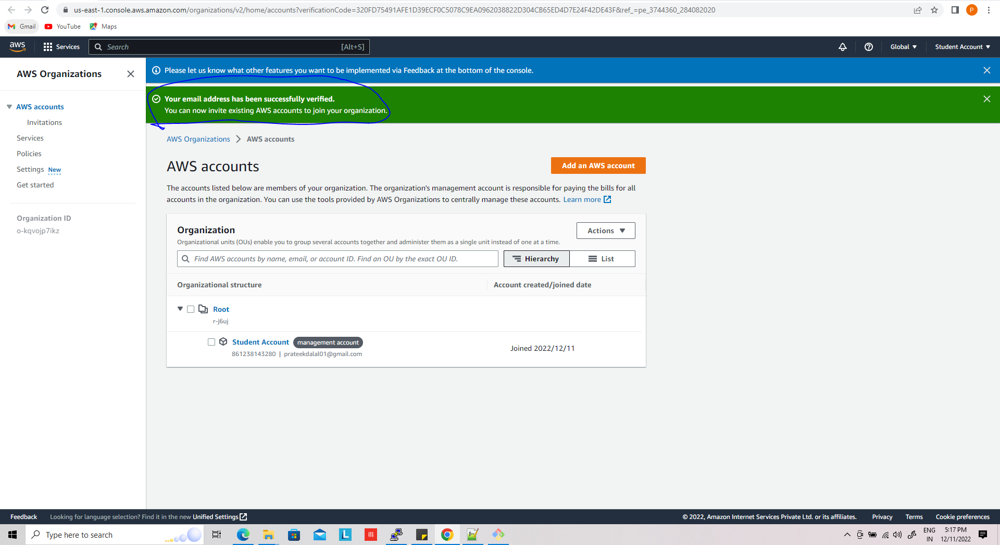 us-east-1.console.aws.amazon.com/organizations/v2/home/accounts?verificationCode=320FD75491AFE1D39ECF0C5078C9EA0962038822D304CB65ED4D7E24F42DE43F&ref_=pe_3744360_284082020
P
Gmail
YouTube
Maps
aws
Services
Search
[Alt+S]
Global
Student Account
AWS Organizations
Please let us know what other features you want to be implemented via Feedback at the bottom of the console.
Your email address has been successfully verified.
You can now invite existing AWS accounts to join your organization.
AWS accounts
Invitations
Services
Policies
Settings New
Get started
Organization ID
o-kqvojp7ikz
AWS Organizations
AWS accounts
AWS accounts
Add an AWS account
The accounts listed below are members of your organization. The organization's management account is responsible for paying the bills for all
accounts in the organization. You can use the tools provided by AWS Organizations to centrally manage these accounts. Learn more
Organization
Actions
Organizational units (OUs) enable you to group several accounts together and administer them as a single unit instead of one at a time.
Find AWS accounts by name, email, or account ID. Find an OU by the exact OU ID.
Hierarchy
List
Organizational structure
Account created/joined date
Root
r-j6uj
Student Account management account
861238143280 | prateekdalal01@gmail.com
Joined 2022/12/11
Feedback
Looking for language selection? Find it in the new Unified Settings
© 2022, Amazon Internet Services Private Ltd. or its affiliates.
Privacy
Terms
Cookie preferences
Type here to search
L
ENG
IN
5:17 PM
12/11/2022